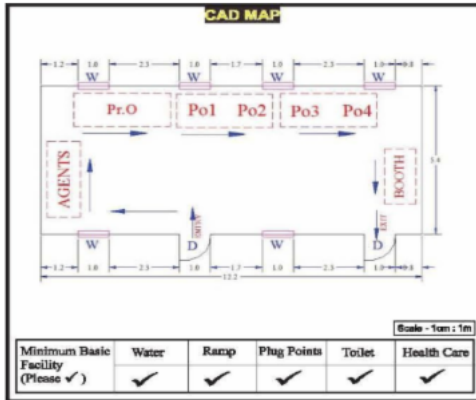 CAD MAP
1.2 1.0 2.3 1.0 1.7 1.0 2.3 1.0 0.8
W W W W
Pr.O Po1 Po2 Po3 Po4
AGENTS
BOOTH
5.4
ENTRY
EXIT
W D W D
1.2 1.0 2.3 1.0 1.7 1.0 2.3 1.0 0.8
12.2
Scale - 1cm : 1m
Minimum Basic Facility (Please ✓) Water Ramp Plug Points Toilet Health Care
✓ ✓ ✓ ✓ ✓